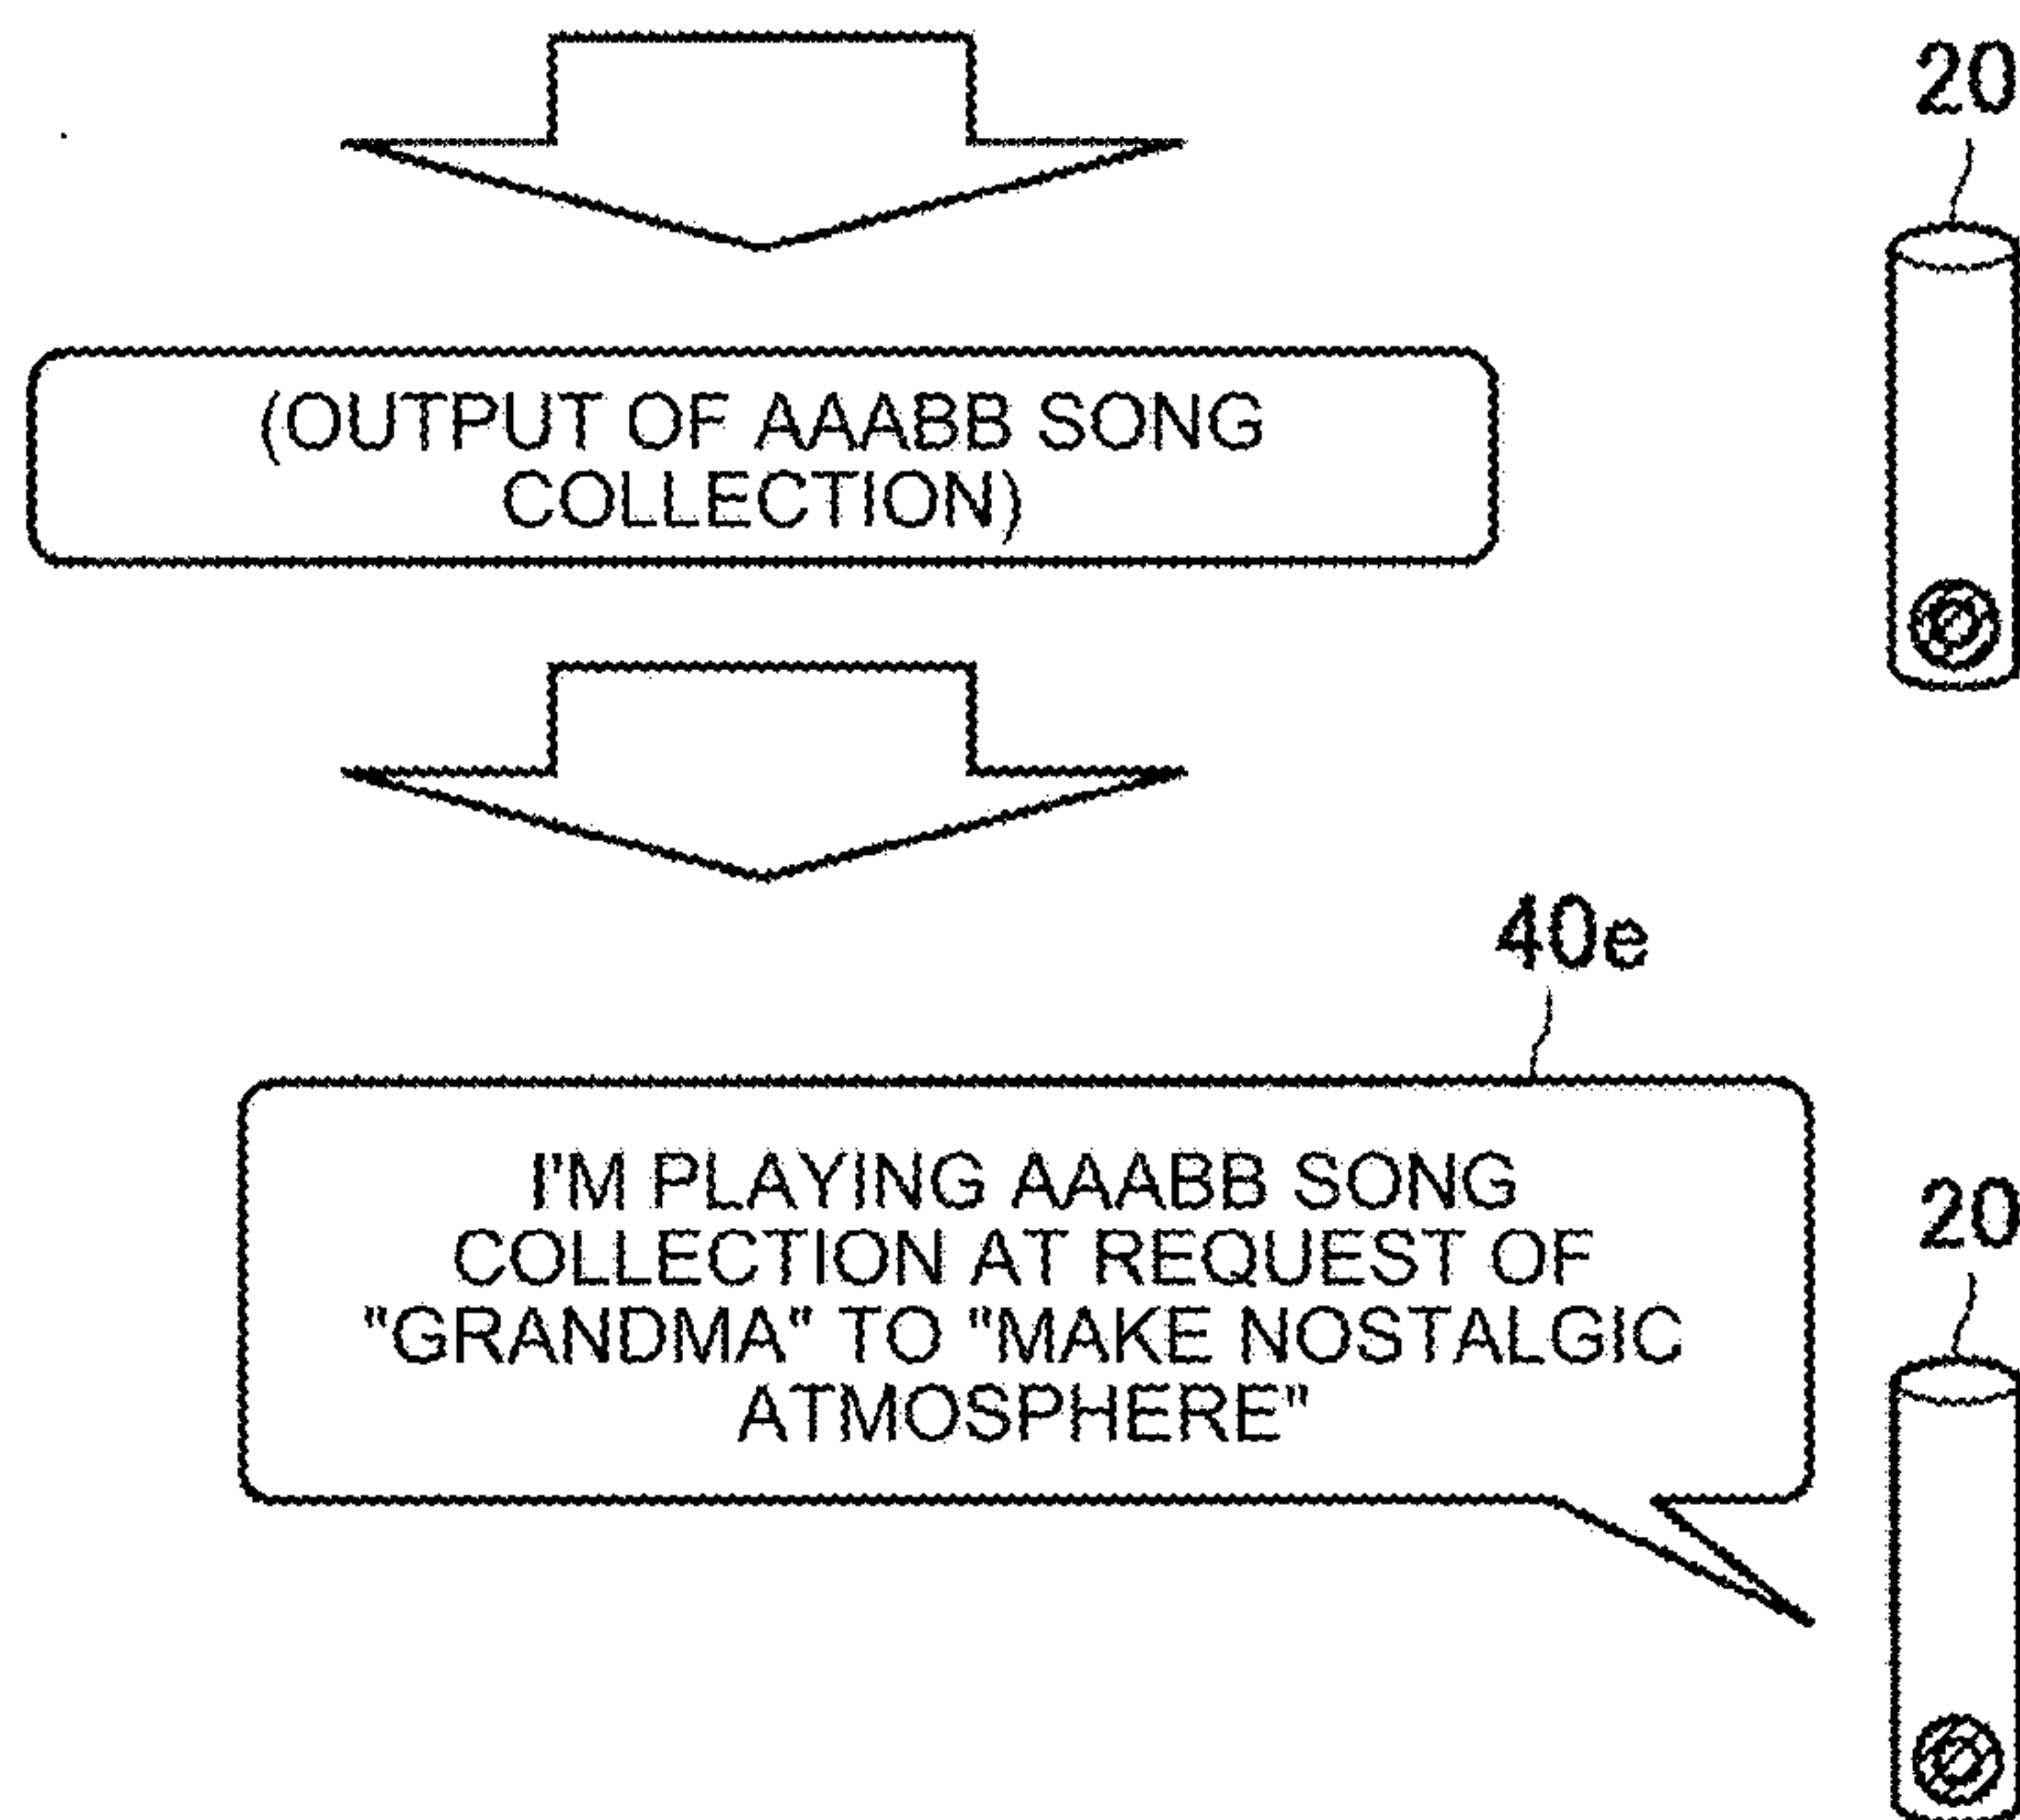 20
(OUTPUT OF AAABB SONG
COLLECTION)
40e
I'M PLAYING AAABB SONG
COLLECTION AT REQUEST OF
"GRANDMA" TO "MAKE NOSTALGIC
ATMOSPHERE"
20